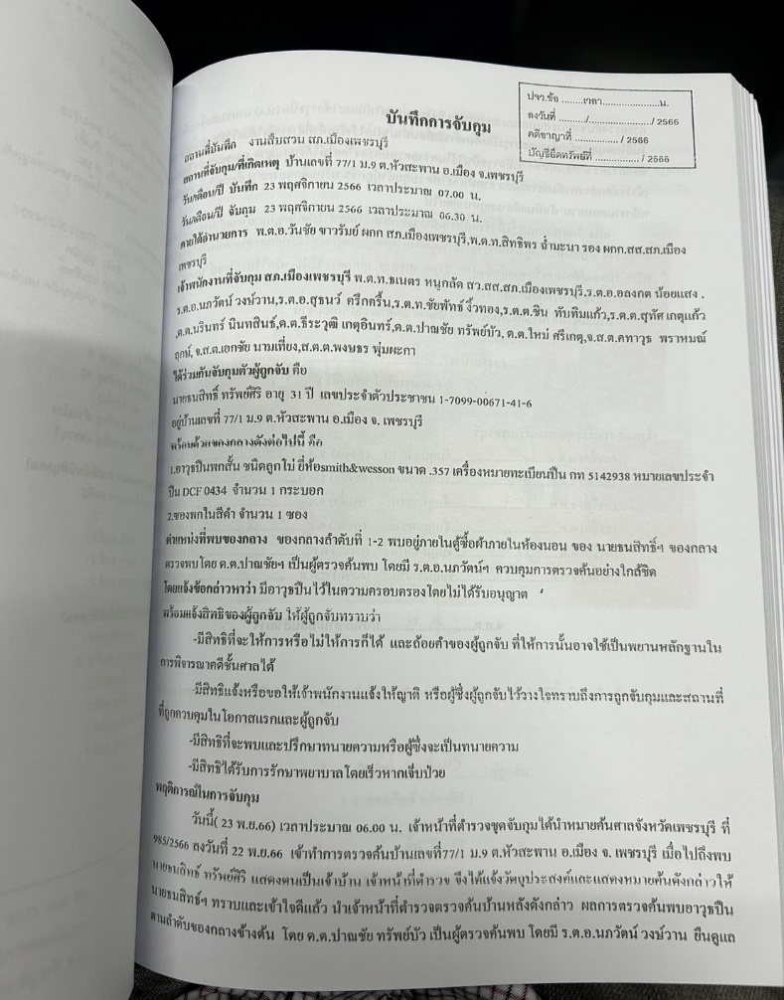 ปจว.ข้อ ........เวลา......................น.
ลงวันที่ ........../......................../ 2566
คดีอาญาที่ ................. / 2566
บัญชียึดทรัพย์ที่ ................ / 2566
บันทึกการจับกุม
สถานที่บันทึก งานสืบสวน สภ.เมืองเพชรบุรี
สถานที่จับกุม/ที่เกิดเหตุ บ้านเลขที่ 77/1 ม.9 ต.หัวสะพาน อ.เมือง จ.เพชรบุรี
วัน/เดือน/ปี บันทึก 23 พฤศจิกายน 2566 เวลาประมาณ 07.00 น.
วัน/เดือน/ปี จับกุม 23 พฤศจิกายน 2566 เวลาประมาณ 06.30 น.
ภายใต้อำนวยการ พ.ต.อ.วันชัย ขาวรัมย์ ผกก สภ.เมืองเพชรบุรี,พ.ต.ท.สิทธิพร ฉ่ำมะนา รอง ผกก.สส.สภ.เมือง
เพชรบุรี
เจ้าพนักงานที่จับกุม สภ.เมืองเพชรบุรี พ.ต.ท.ธเนตร หนูกลัด สว.สส.สภ.เมืองเพชรบุรี,ร.ต.อ.อลงกต น้อยแสง .
ร.ต.อ.นภวัตน์ วงษ์วาน,ร.ต.อ.สุธนว์ ครึกครื้น,ร.ต.ท.ชัยพัทธ์ งิ้วทอง,ร.ต.ต.ชิน ทับทิมแก้ว,ร.ต.ต.สุทัศ เกตุแก้ว
,ด.ต.นรินทร์ นินทสินธ์,ด.ต.ธีระวุฒิ เกตุอินทร์,ด.ต.ปาณชัย ทรัพย์บัว, ด.ต.ใหม่ ศรีเกตุ,จ.ส.ต.คทาวุธ พราหมณ์
ฤกษ์, จ.ส.ต.เอกชัย นามเที่ยง,ส.ต.ต.พงษธร พุ่มผะกา
ได้ร่วมกันจับกุมตัวผู้ถูกจับ คือ
นายธนสิทธิ์ ทรัพย์ศิริ อายุ 31 ปี เลขประจำตัวประชาชน 1-7099-00671-41-6
อยู่บ้านเลขที่ 77/1 ม.9 ต.หัวสะพาน อ.เมือง จ. เพชรบุรี
พร้อมด้วยของกลางดังต่อไปนี้ คือ
1.อาวุธปืนพกสั้น ชนิดลูกโม่ ยี่ห้อsmith&wesson ขนาด .357 เครื่องหมายทะเบียนปืน กท 5142938 หมายเลขประจำ
ปืน DCF 0434 จำนวน 1 กระบอก
2.ซองพกในสีดำ จำนวน 1 ซอง
ตำแหน่งที่พบของกลาง ของกลางลำดับที่ 1-2 พบอยู่ภายในตู้ซื้อผ้าภายในห้องนอน ของ นายธนสิทธิ์ฯ ของกลาง
ตรวจพบโดย ด.ต.ปาณชัยฯ เป็นผู้ตรวจค้นพบ โดยมี ร.ต.อ.นภวัตน์ฯ ควบคุมการตรวจค้นอย่างใกล้ชิด
โดยแจ้งข้อกล่าวหาว่า มีอาวุธปืนไว้ในความครอบครองโดยไม่ได้รับอนุญาต
พร้อมแจ้งสิทธิของผู้ถูกจับ ให้ผู้ถูกจับทราบว่า
-มีสิทธิที่จะให้การหรือไม่ให้การก็ได้ และถ้อยคำของผู้ถูกจับ ที่ให้การนั้นอาจใช้เป็นพยานหลักฐานใน
การพิจารณาคดีชั้นศาลได้
-มีสิทธิแจ้งหรือขอให้เจ้าพนักงานแจ้งให้ญาติ หรือผู้ซึ่งผู้ถูกจับไว้วางใจทราบถึงการถูกจับกุมและสถานที่
ที่ถูกควบคุมในโอกาสแรกและผู้ถูกจับ
-มีสิทธิที่จะพบและปรึกษาทนายความหรือผู้ซึ่งจะเป็นทนายความ
-มีสิทธิได้รับการรักษาพยาบาลโดยเร็วหากเจ็บป่วย
พฤติการณ์ในการจับกุม
วันนี้( 23 พ.ย.66) เวลาประมาณ 06.00 น. เจ้าหน้าที่ตำรวจชุดจับกุมได้นำหมายค้นศาลจังหวัดเพชรบุรี ที่
985/2566 ลงวันที่ 22 พ.ย.66 เข้าทำการตรวจค้นบ้านเลขที่77/1 ม.9 ต.หัวสะพาน อ.เมือง จ. เพชรบุรี เมื่อไปถึงพบ
นายธนสิทธ์ ทรัพย์ศิริ แสดงตนเป็นเจ้าบ้าน เจ้าหน้าที่ตำรวจ จึงได้แจ้งวัตถุประสงค์และแสดงหมายค้นดังกล่าวให้
นายธนสิทธ์ฯ ทราบและเข้าใจดีแล้ว นำเจ้าหน้าที่ตำรวจตรวจค้นบ้านหลังดังกล่าว ผลการตรวจค้นพบอาวุธปืน
ตามลำดับของกลางข้างต้น โดย ด.ต.ปาณชัย ทรัพย์บัว เป็นผู้ตรวจค้นพบ โดยมี ร.ต.อ.นภวัตน์ วงษ์วาน ยืนดูแล